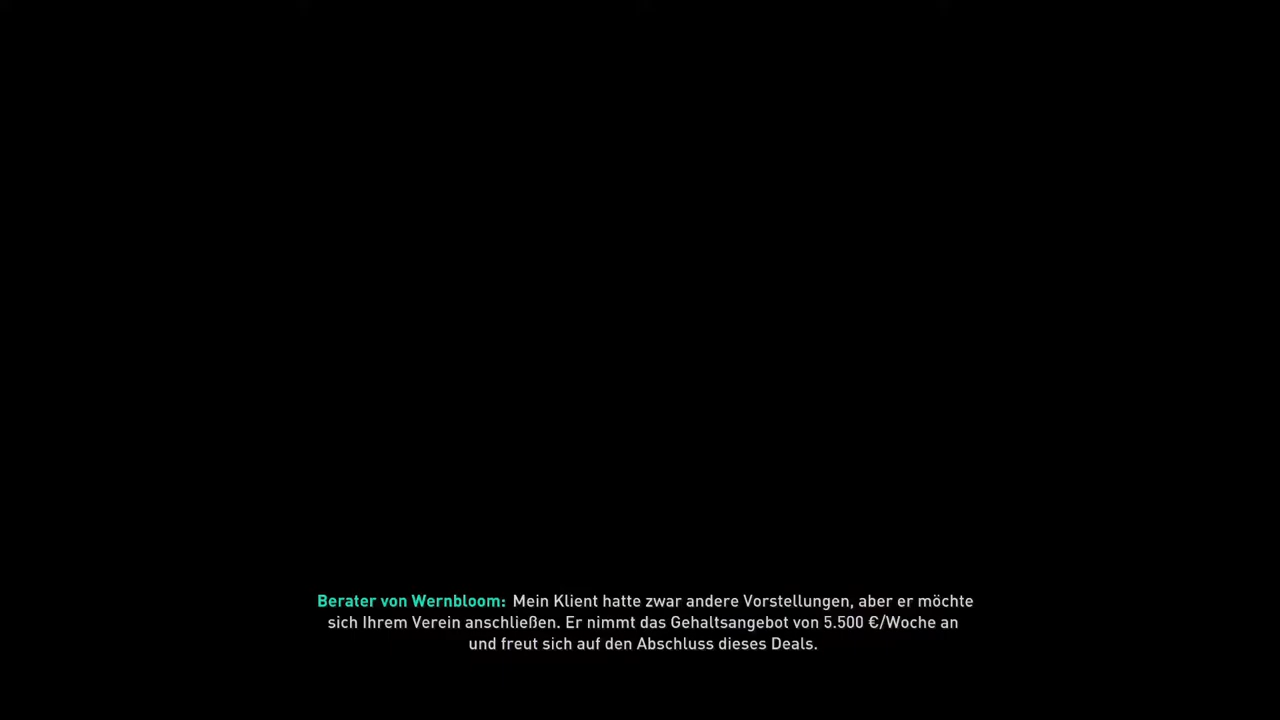 Berater von Wernbloom: Mein Klient hatte zwar andere Vorstellungen, aber er möchte
sich Ihrem Verein anschließen. Er nimmt das Gehaltsangebot von 5.500 €/Woche an
und freut sich auf den Abschluss dieses Deals.